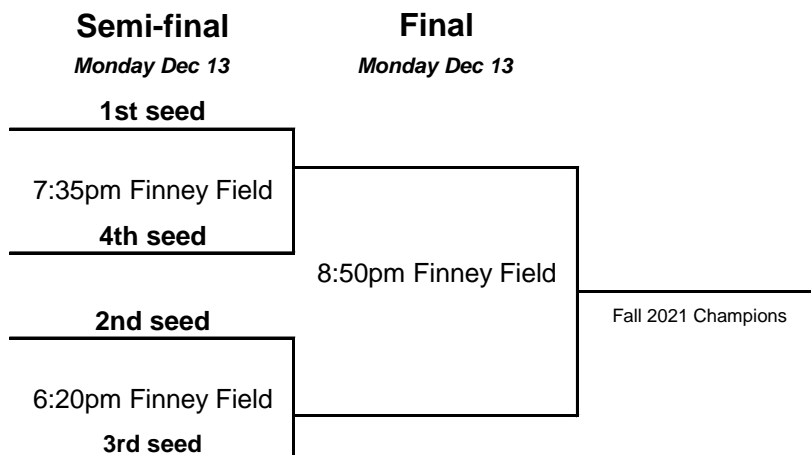 Semi-final
Final
Monday Dec 13
Monday Dec 13
1st seed
7:35pm Finney Field
4th seed
8:50pm Finney Field
2nd seed
Fall 2021 Champions
6:20pm Finney Field
3rd seed